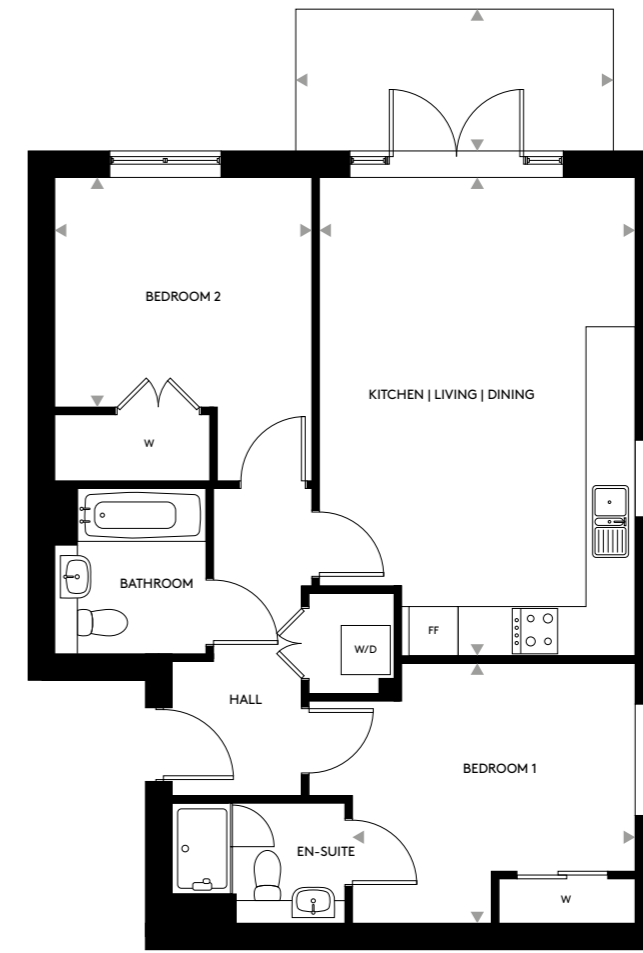 BEDROOM 2
KITCHEN | LIVING | DINING
W
BATHROOM
FF
W/D
HALL
BEDROOM 1
EN-SUITE
W